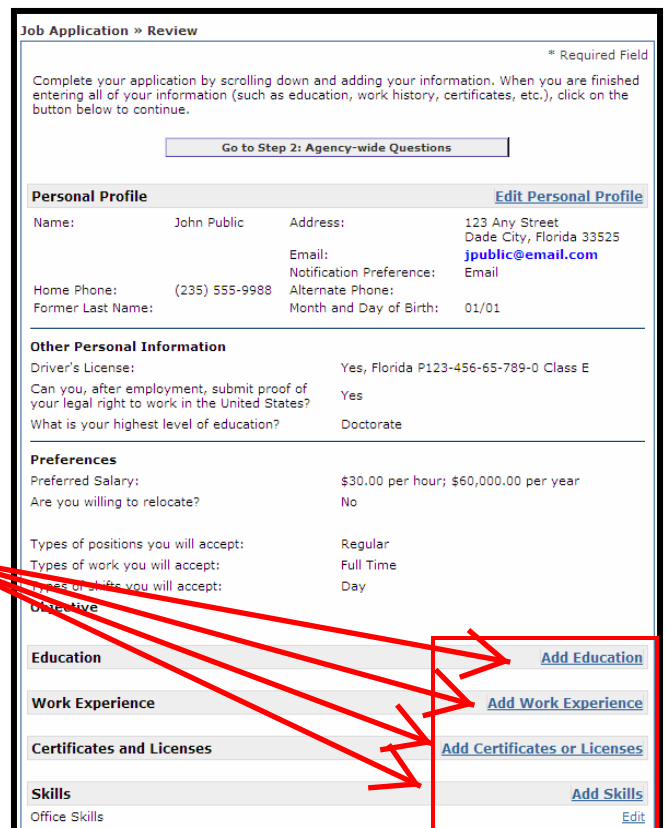 Job Application » Review
* Required Field
Complete your application by scrolling down and adding your information. When you are finished
entering all of your information (such as education, work history, certificates, etc.), click on the
button below to continue.
Go to Step 2: Agency-wide Questions
Personal Profile Edit Personal Profile
Name: John Public Address: 123 Any Street
Dade City, Florida 33525
Email: jpublic@email.com
Notification Preference: Email
Home Phone: (235) 555-9988 Alternate Phone:
Former Last Name: Month and Day of Birth: 01/01
Other Personal Information
Driver's License: Yes, Florida P123-456-65-789-0 Class E
Can you, after employment, submit proof of
your legal right to work in the United States? Yes
What is your highest level of education? Doctorate
Preferences
Preferred Salary: $30.00 per hour; $60,000.00 per year
Are you willing to relocate? No
Types of positions you will accept: Regular
Types of work you will accept: Full Time
Types of shifts you will accept: Day
Objective
Education Add Education
Work Experience Add Work Experience
Certificates and Licenses Add Certificates or Licenses
Skills Add Skills
Office Skills Edit